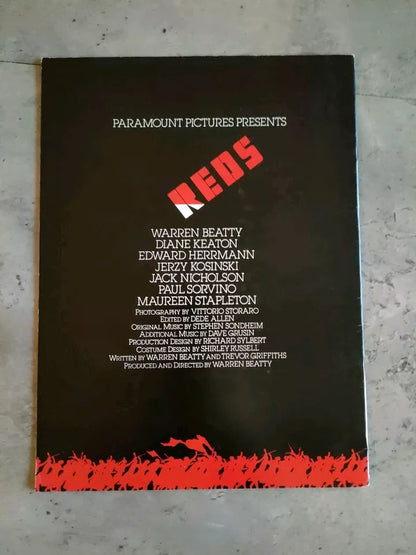 PARAMOUNT PICTURES PRESENTS
REDS
WARREN BEATTY
DIANE KEATON
EDWARD HERRMANN
JERZY KOSINSKI
JACK NICHOLSON
PAUL SORVINO
MAUREEN STAPLETON
PHOTOGRAPHY BY VITTORIO STORARO
EDITED BY DEDE ALLEN
ORIGINAL MUSIC BY STEPHEN SONDHEIM
ADDITIONAL MUSIC BY DAVE GRUSIN
PRODUCTION DESIGN BY RICHARD SYLBERT
COSTUME DESIGN BY SHIRLEY RUSSELL
WRITTEN BY WARREN BEATTY AND TREVOR GRIFFITHS
PRODUCED AND DIRECTED BY WARREN BEATTY